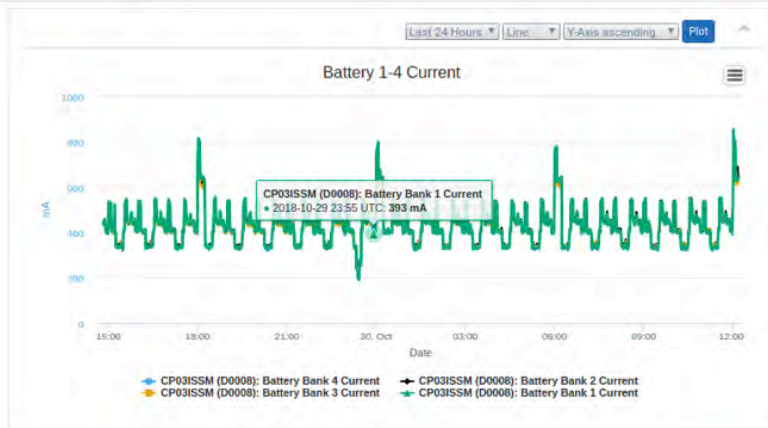 Last 24 Hours Line Y-Axis ascending Plot
Battery 1-4 Current
1000
800
600
400
200
0
mA
CP03ISSM (D0008): Battery Bank 1 Current
2018-10-29 23:55 UTC: 393 mA
15:00 18:00 21:00 30. Oct 03:00 06:00 09:00 12:00
Date
CP03ISSM (D0008): Battery Bank 4 Current CP03ISSM (D0008): Battery Bank 2 Current
CP03ISSM (D0008): Battery Bank 3 Current CP03ISSM (D0008): Battery Bank 1 Current